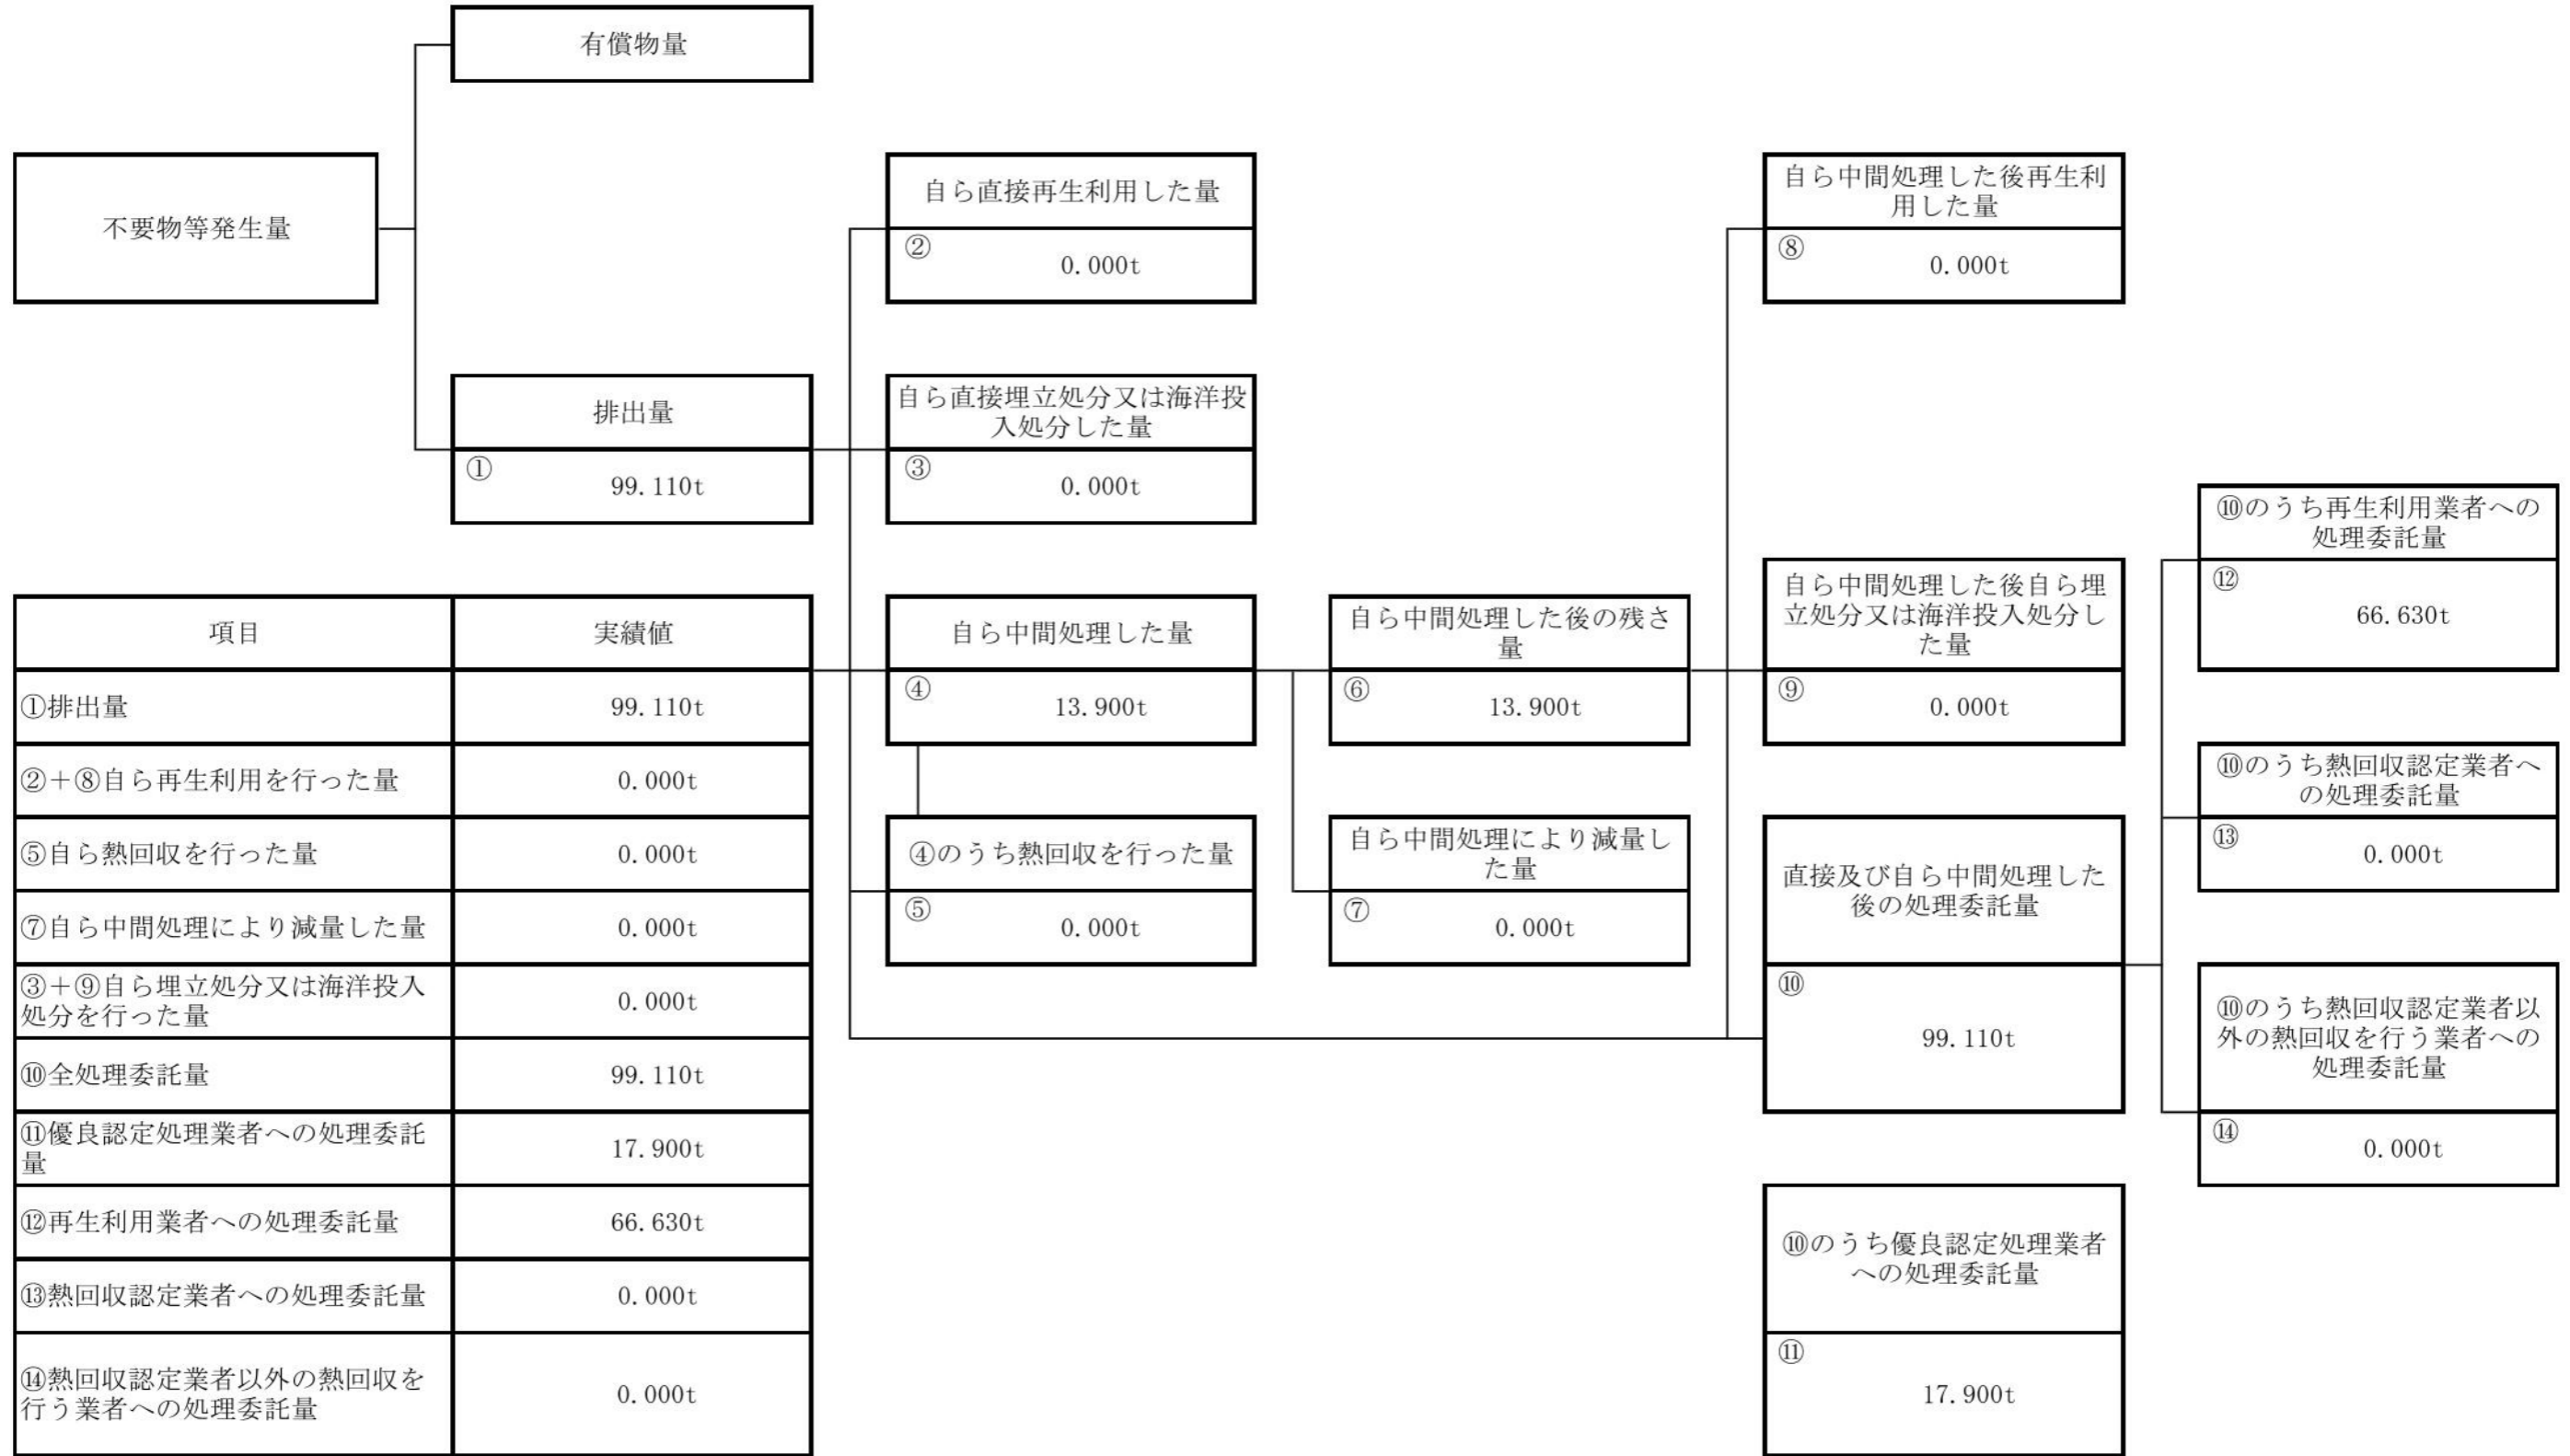 有償物量
不要物等発生量
自ら直接再生利用した量
②
0.000t
自ら中間処理した後再生利
用した量
⑧
0.000t
排出量
①
99.110t
自ら直接埋立処分又は海洋投
入処分した量
③
0.000t
自ら中間処理した量
④
13.900t
自ら中間処理した後の残さ
量
⑥
13.900t
自ら中間処理した後自ら埋
立処分又は海洋投入処分し
た量
⑨
0.000t
⑩のうち再生利用業者への
処理委託量
⑫
66.630t
④のうち熱回収を行った量
⑤
0.000t
自ら中間処理により減量し
た量
⑦
0.000t
直接及び自ら中間処理した
後の処理委託量
⑩
99.110t
⑩のうち熱回収認定業者へ
の処理委託量
⑬
0.000t
⑩のうち熱回収認定業者以
外の熱回収を行う業者への
処理委託量
⑭
0.000t
⑩のうち優良認定処理業者
への処理委託量
⑪
17.900t
項目 実績値
①排出量 99.110t
②+⑧自ら再生利用を行った量 0.000t
⑤自ら熱回収を行った量 0.000t
⑦自ら中間処理により減量した量 0.000t
③+⑨自ら埋立処分又は海洋投入
処分を行った量 0.000t
⑩全処理委託量 99.110t
⑪優良認定処理業者への処理委託
量 17.900t
⑫再生利用業者への処理委託量 66.630t
⑬熱回収認定業者への処理委託量 0.000t
⑭熱回収認定業者以外の熱回収を
行う業者への処理委託量 0.000t